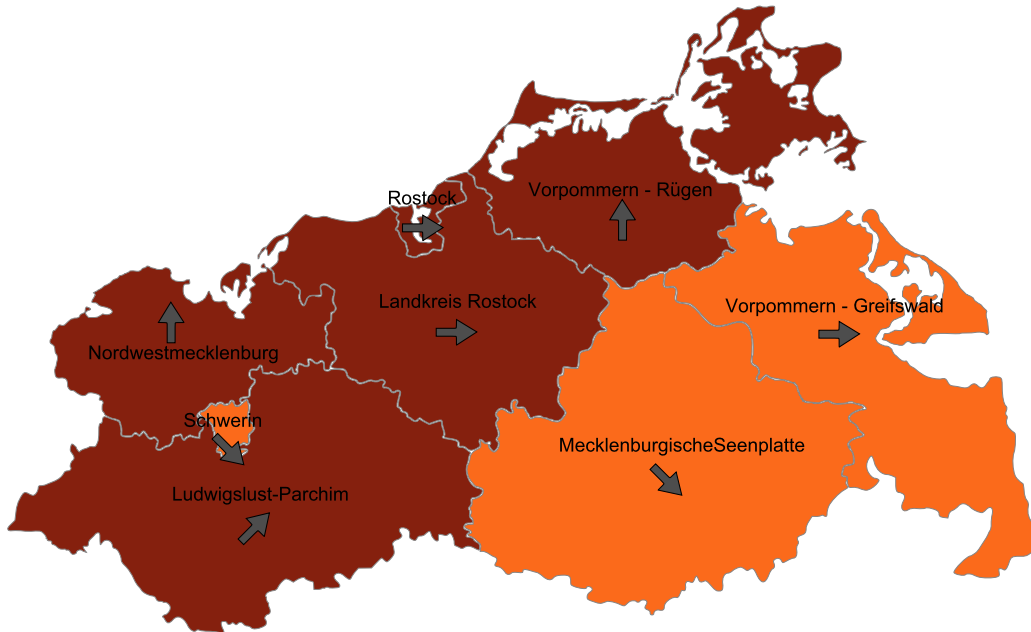 Vorpommern - Rügen
Rostock
Landkreis Rostock
Vorpommern - Greifswald
Nordwestmecklenburg
Schwerin
MecklenburgischeSeenplatte
Ludwigslust-Parchim